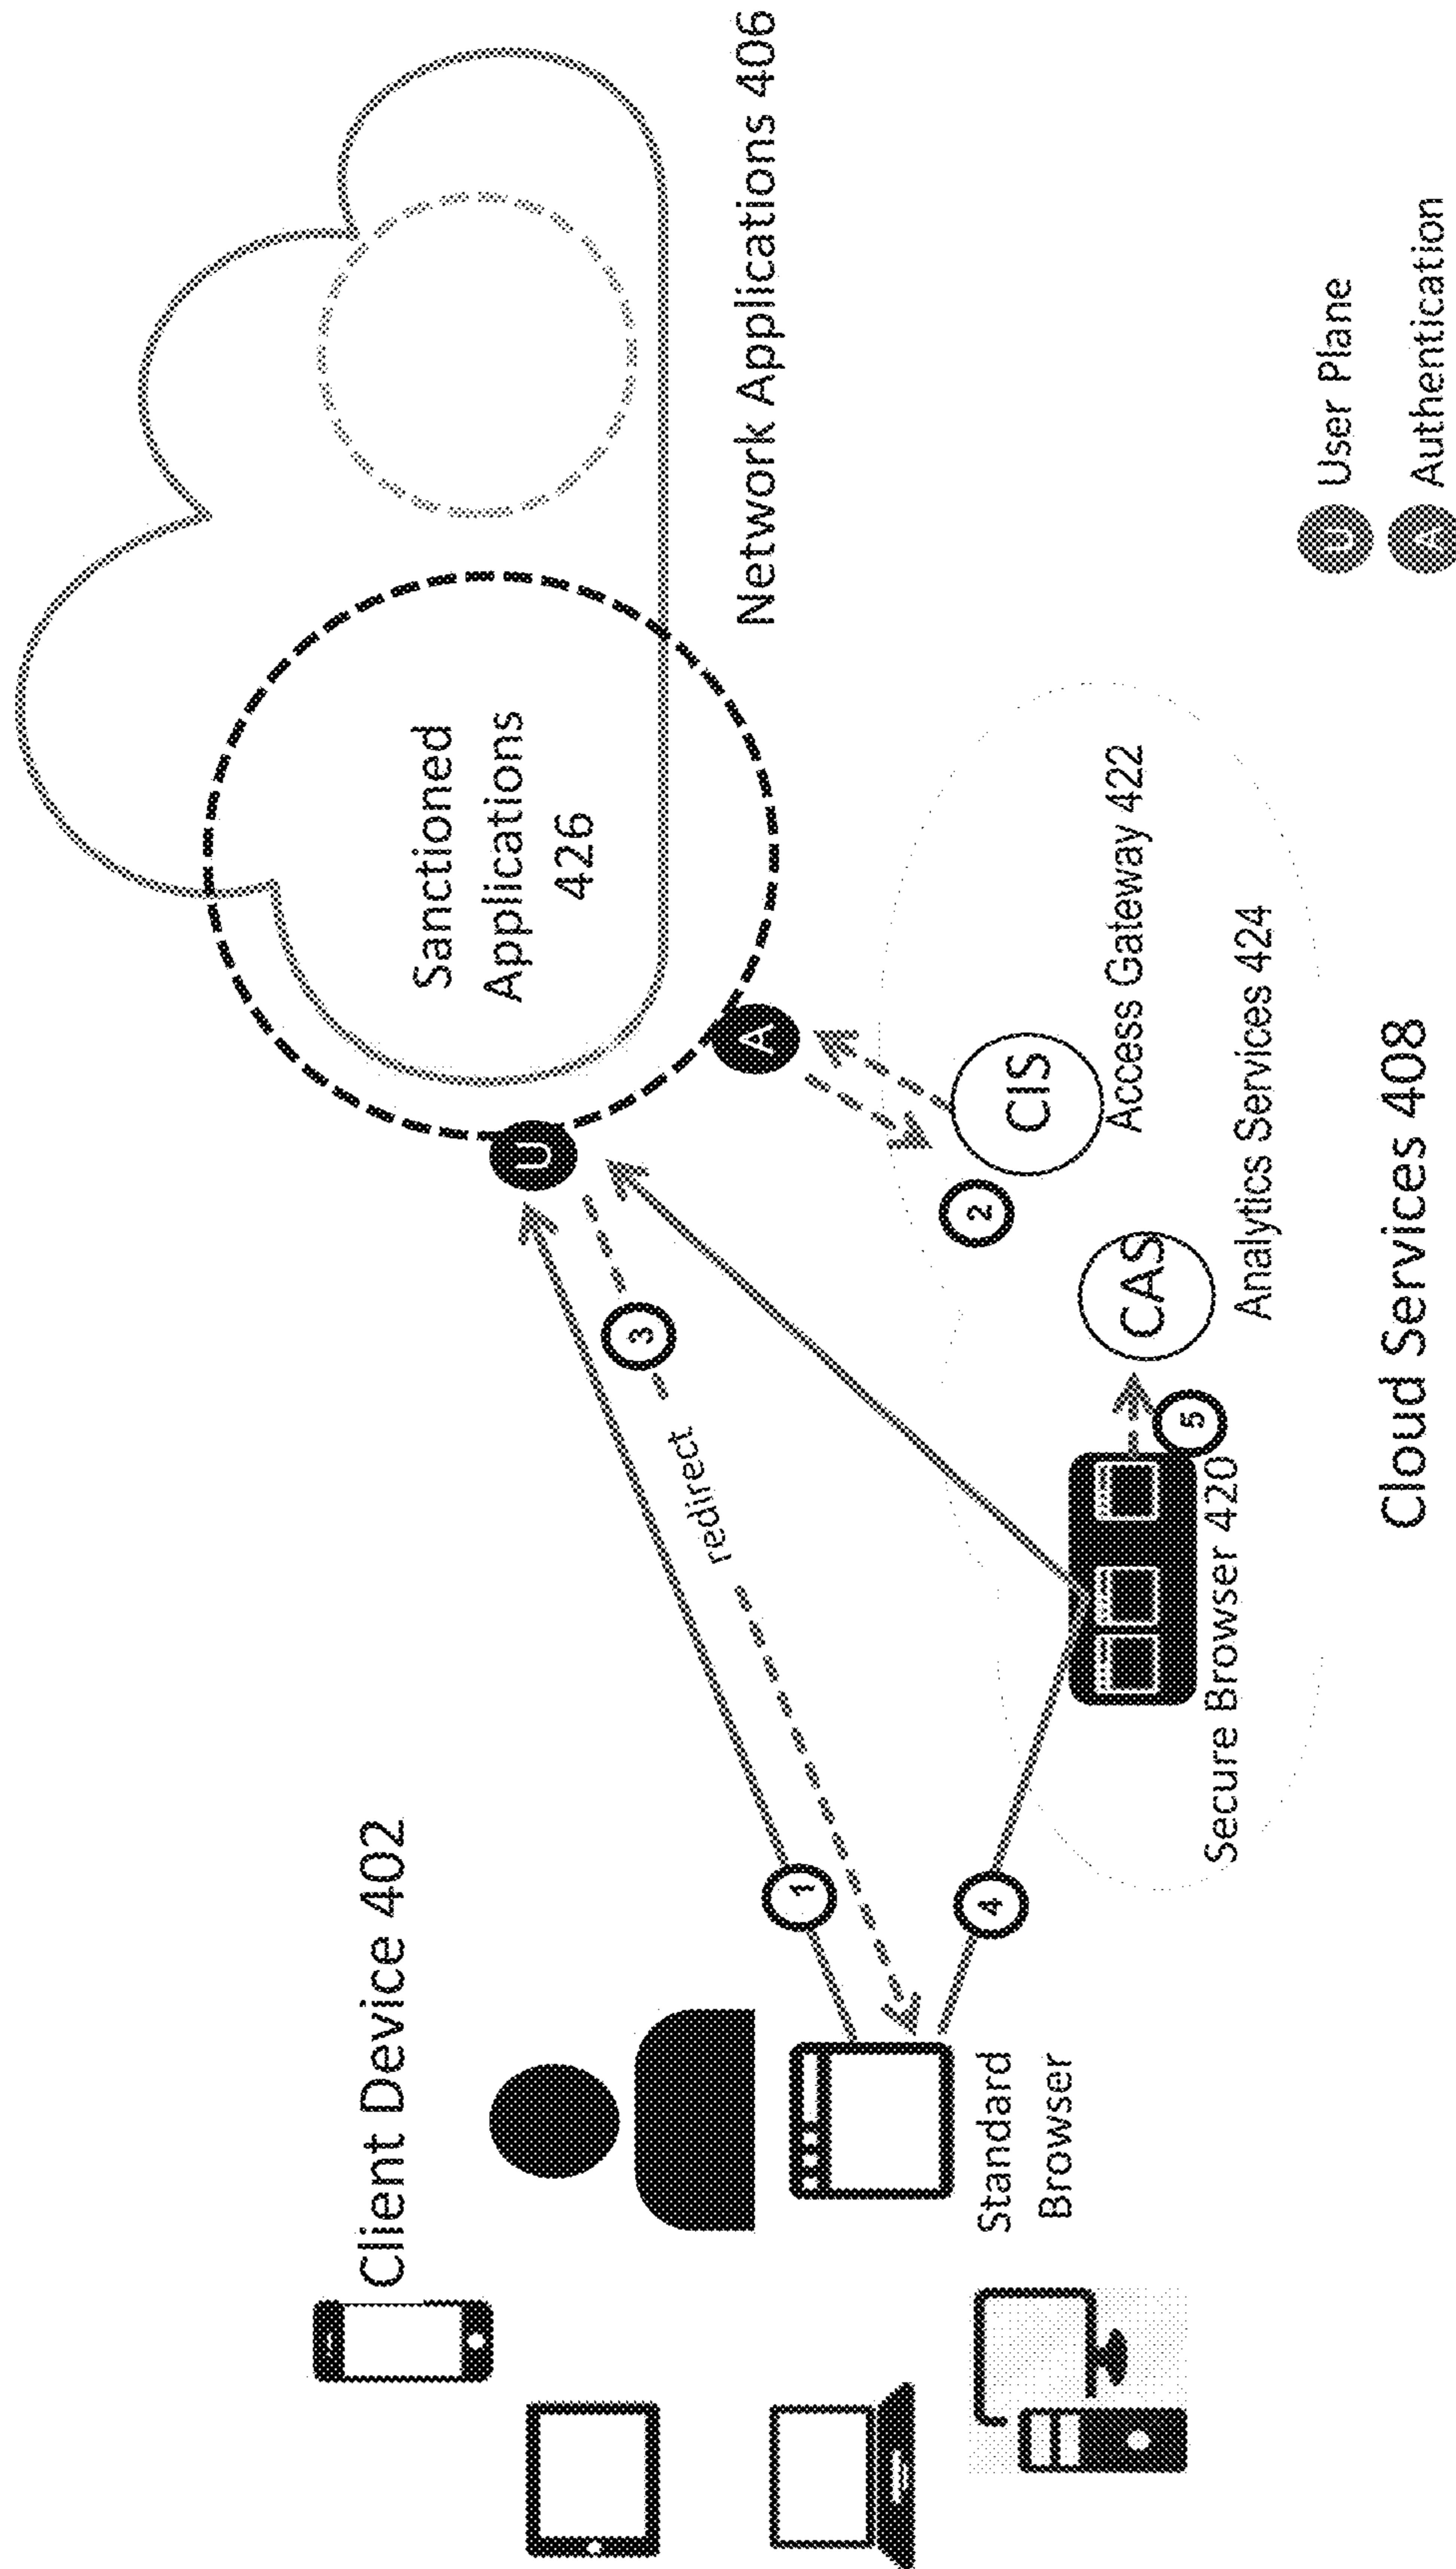 Client Device 402
Standard
Browser
1
3
redirect
4
U
A
Sanctioned
Applications
426
Network Applications 406
2
CIS
Access Gateway 422
CAS
Analytics Services 424
5
Secure Browser 420
Cloud Services 408
U User Plane
A Authentication